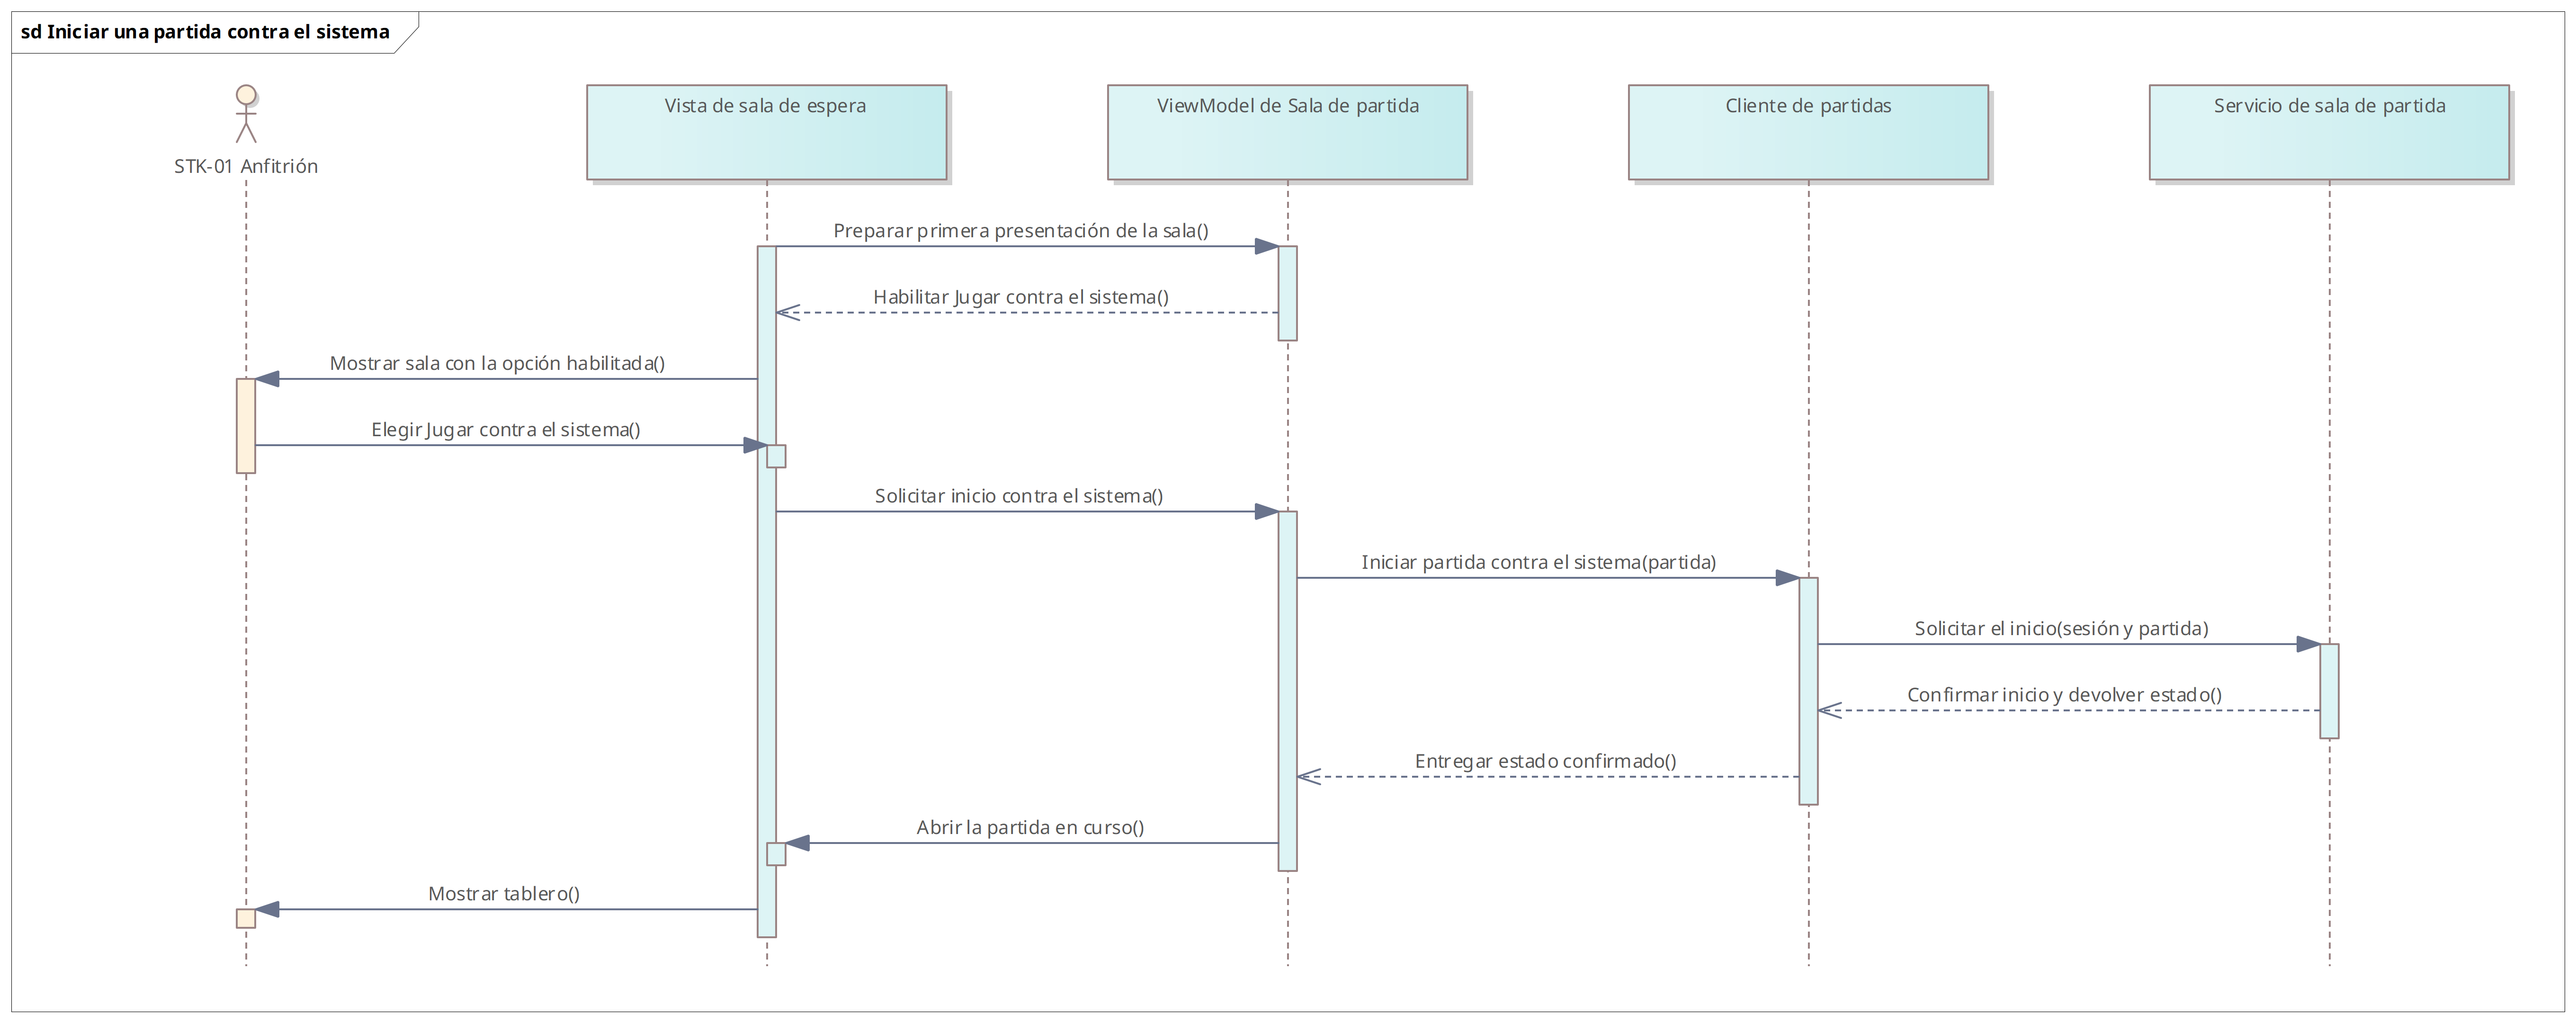 sd Iniciar una partida contra el sistema
STK-01 Anfitrión
Vista de sala de espera
ViewModel de Sala de partida
Cliente de partidas
Servicio de sala de partida
Preparar primera presentación de la sala()
Habilitar Jugar contra el sistema()
Mostrar sala con la opción habilitada()
Elegir Jugar contra el sistema()
Solicitar inicio contra el sistema()
Iniciar partida contra el sistema(partida)
Solicitar el inicio(sesión y partida)
Confirmar inicio y devolver estado()
Entregar estado confirmado()
Abrir la partida en curso()
Mostrar tablero()